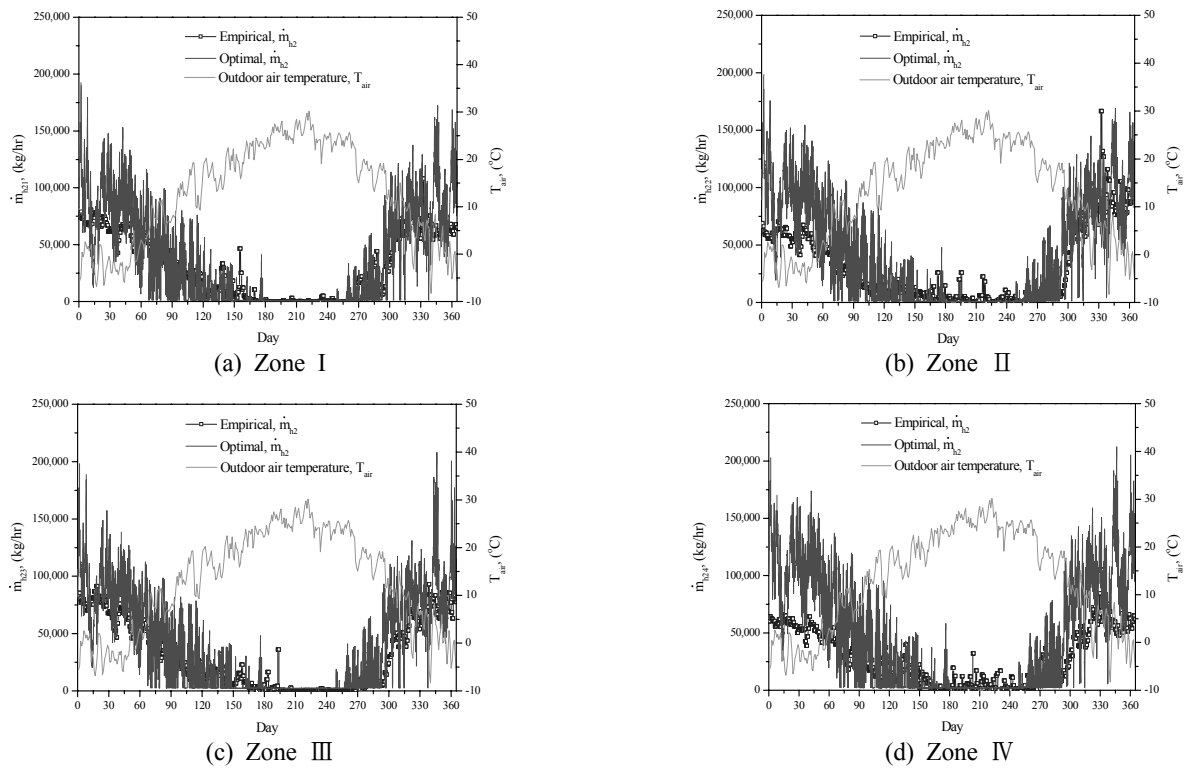 250,000
200,000
150,000
100,000
50,000
0
ṁh21, (kg/hr)
Empirical, ṁh2
Optimal, ṁh2
Outdoor air temperature, Tair
50
40
30
20
10
0
-10
Tair, (°C)
0 30 60 90 120 150 180 210 240 270 300 330 360
Day
(a) Zone Ⅰ
250,000
200,000
150,000
100,000
50,000
0
ṁh22, (kg/hr)
Empirical, ṁh2
Optimal, ṁh2
Outdoor air temperature, Tair
50
40
30
20
10
0
-10
Tair, (°C)
0 30 60 90 120 150 180 210 240 270 300 330 360
Day
(b) Zone Ⅱ
250,000
200,000
150,000
100,000
50,000
0
ṁh23, (kg/hr)
Empirical, ṁh2
Optimal, ṁh2
Outdoor air temperature, Tair
50
40
30
20
10
0
-10
Tair, (°C)
0 30 60 90 120 150 180 210 240 270 300 330 360
Day
(c) Zone Ⅲ
250,000
200,000
150,000
100,000
50,000
0
ṁh24, (kg/hr)
Empirical, ṁh2
Optimal, ṁh2
Outdoor air temperature, Tair
50
40
30
20
10
0
-10
Tair, (°C)
0 30 60 90 120 150 180 210 240 270 300 330 360
Day
(d) Zone Ⅳ